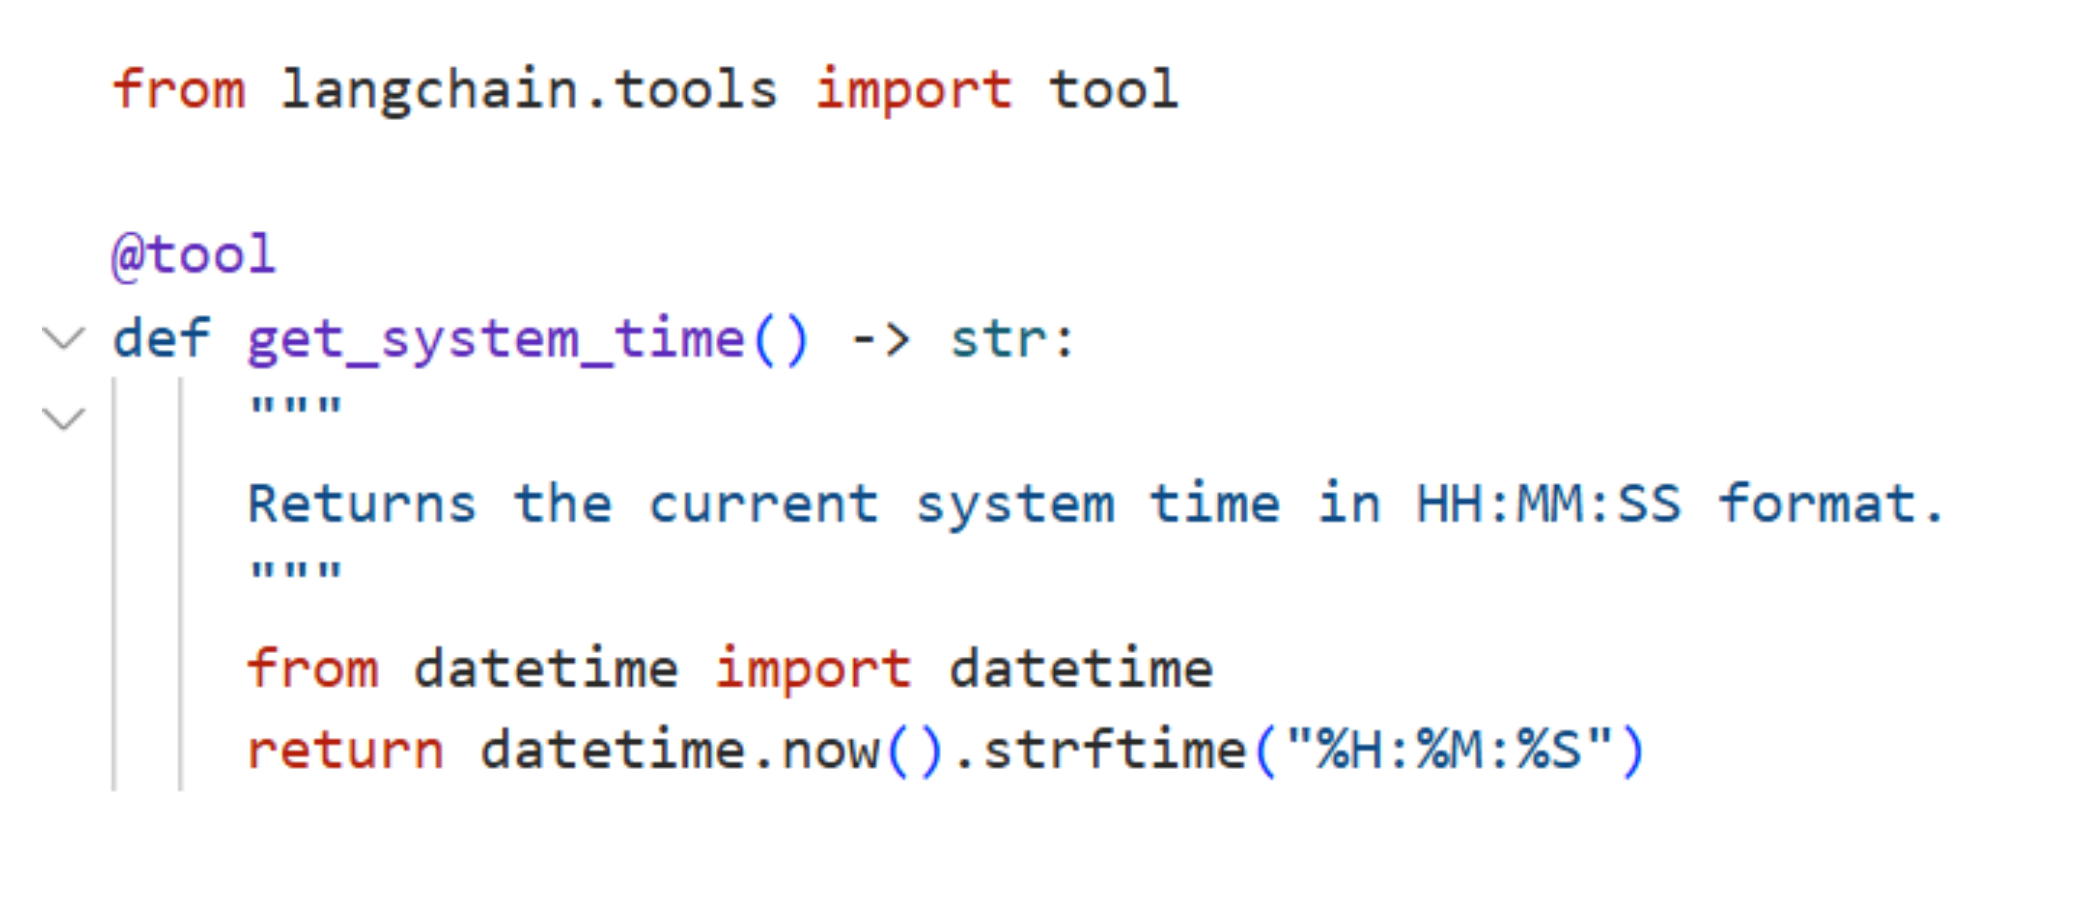 from langchain.tools import tool
@tool
def get_system_time() -> str:
"""
Returns the current system time in HH:MM:SS format.
"""
from datetime import datetime
return datetime.now().strftime("%H:%M:%S")